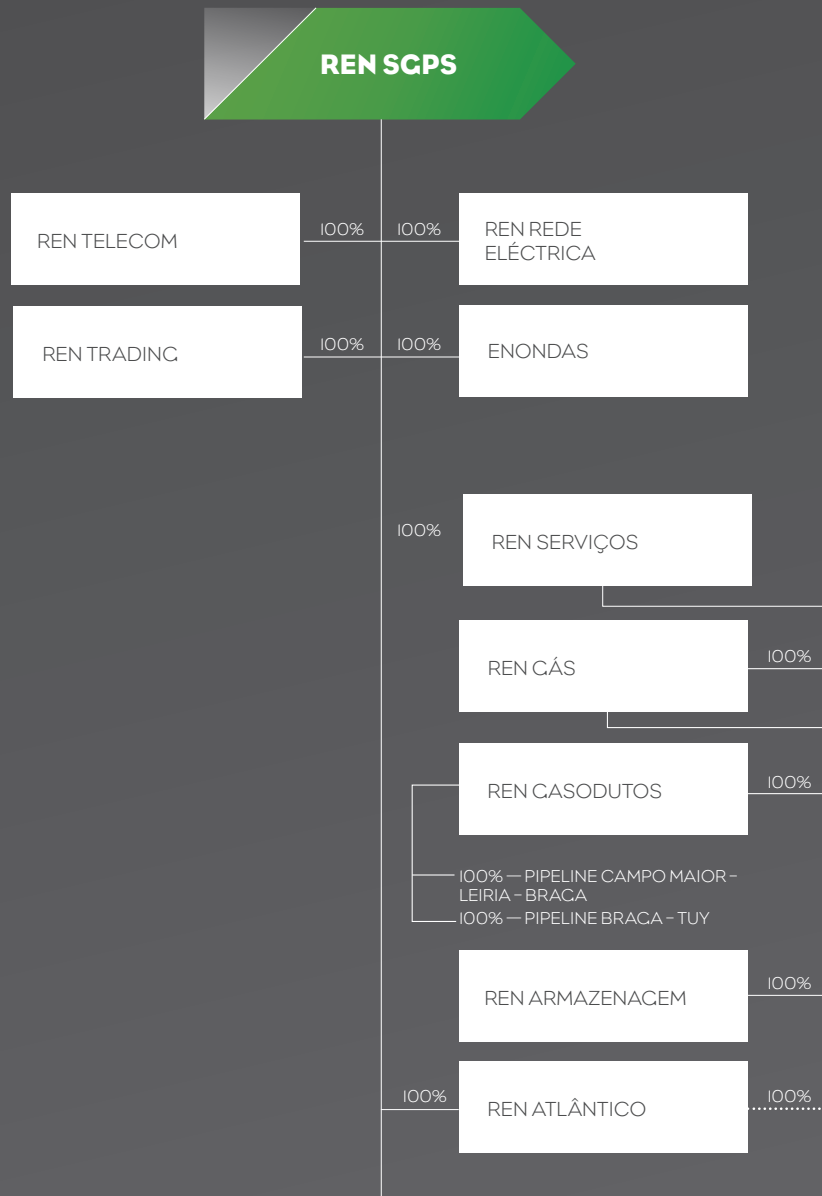 REN SGPS
REN TELECOM
100%
100%
REN REDE
ELÉCTRICA
REN TRADING
100%
100%
ENONDAS
100%
REN SERVIÇOS
REN GÁS
100%
REN GASODUTOS
100%
100% — PIPELINE CAMPO MAIOR –
LEIRIA – BRAGA
100% — PIPELINE BRAGA – TUY
REN ARMAZENAGEM
100%
100%
REN ATLÂNTICO
100%